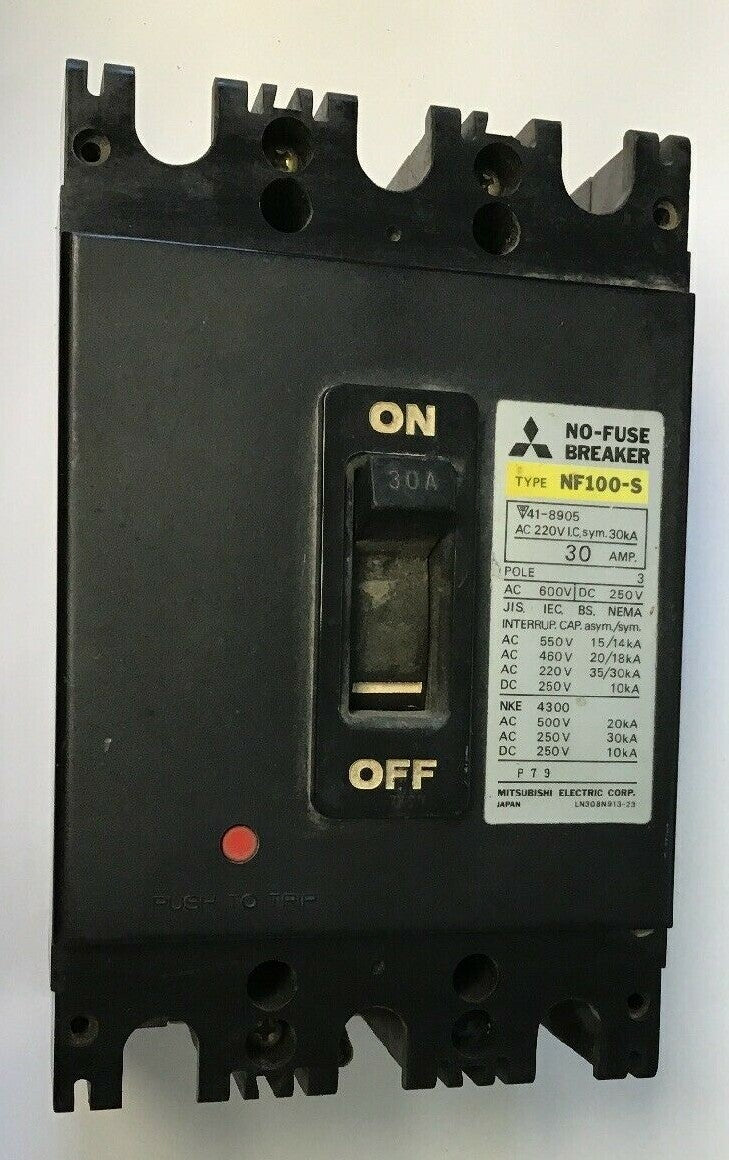 ON
30A
OFF
PUSH TO TRIP
NO-FUSE
BREAKER
TYPE NF100-S
41-8905
AC 220V I.C. sym. 30kA
30 AMP.
POLE 3
AC 600V DC 250V
JIS. IEC. BS. NEMA
INTERRUP. CAP. asym./sym.
AC 550V 15/14kA
AC 460V 20/18kA
AC 220V 35/30kA
DC 250V 10kA
NKE 4300
AC 500V 20kA
AC 250V 30kA
DC 250V 10kA
P79
MITSUBISHI ELECTRIC CORP.
JAPAN LN308N913-23